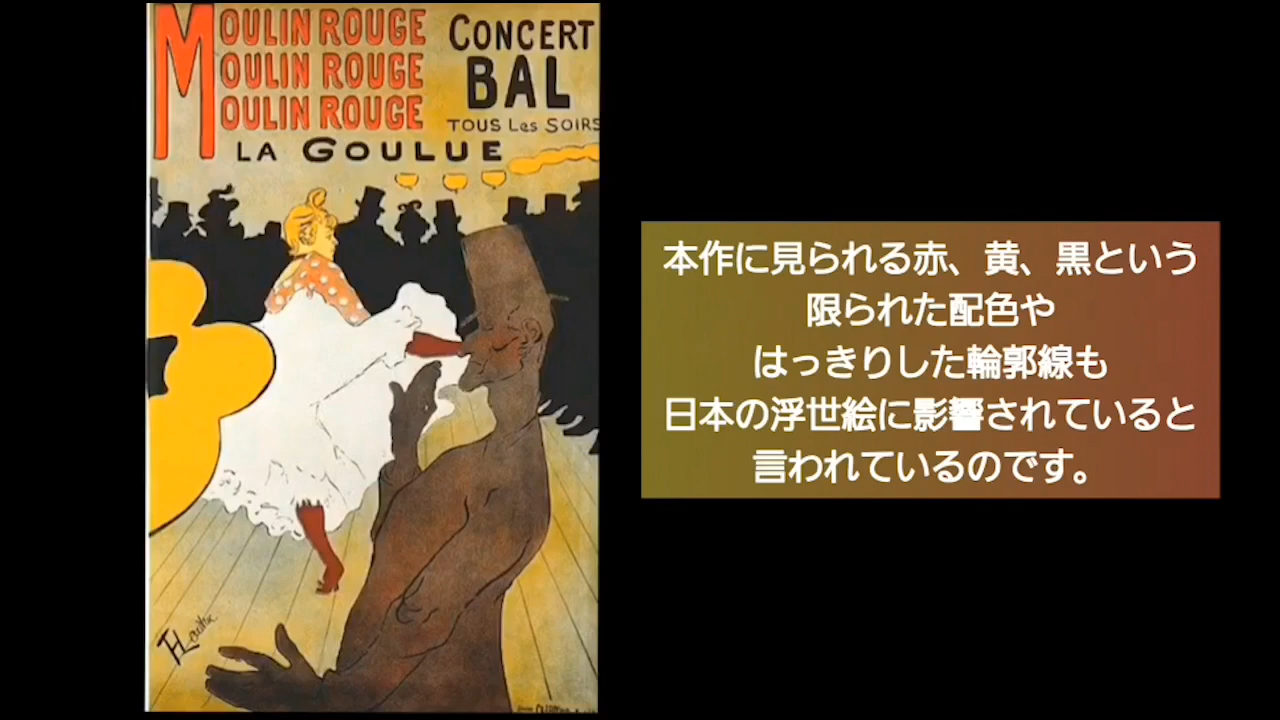 MOULIN ROUGE
MOULIN ROUGE
MOULIN ROUGE
CONCERT
BAL
TOUS Les SOIRS
LA GOULUE
本作に見られる赤、黄、黒という
限られた配色や
はっきりした輪郭線も
日本の浮世絵に影響されていると
言われているのです。